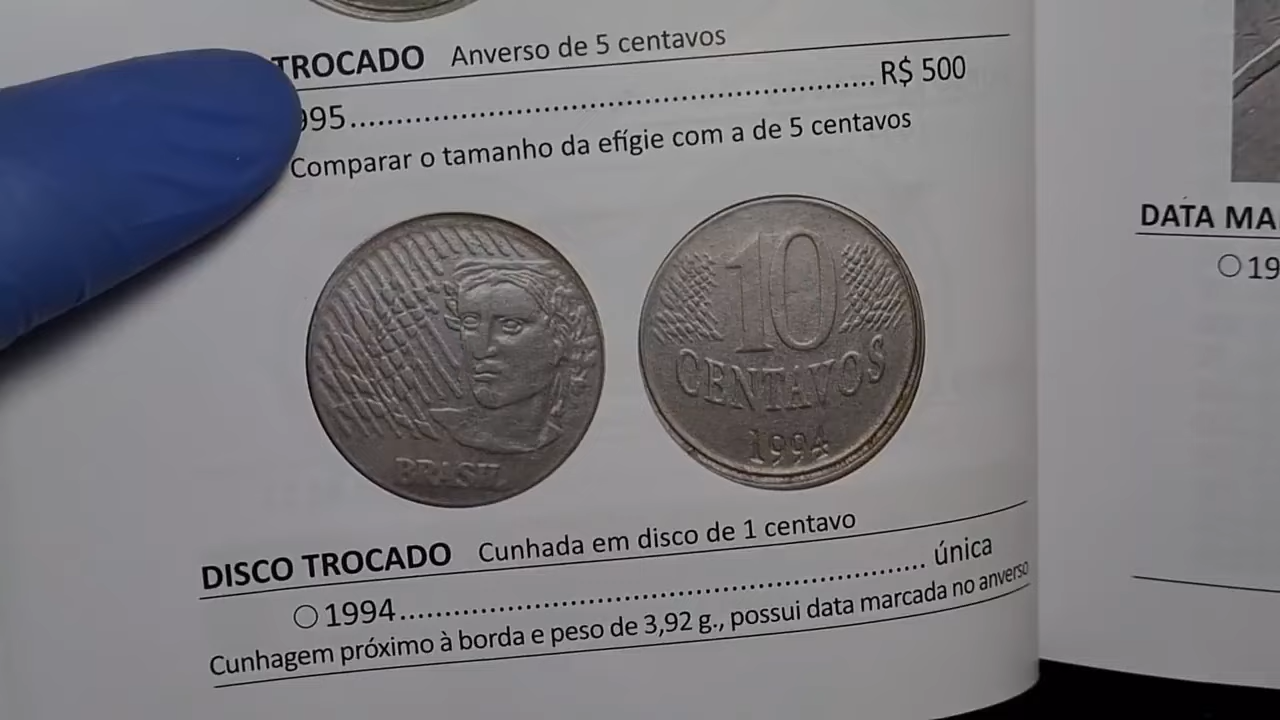 TROCADO Anverso de 5 centavos
995........................................................R$ 500
Comparar o tamanho da efígie com a de 5 centavos
10
CENTAVOS
1994
BRASIL
DISCO TROCADO Cunhada em disco de 1 centavo
○ 1994........................................................ única
Cunhagem próximo à borda e peso de 3,92 g., possui data marcada no anverso
DATA MA
○ 19